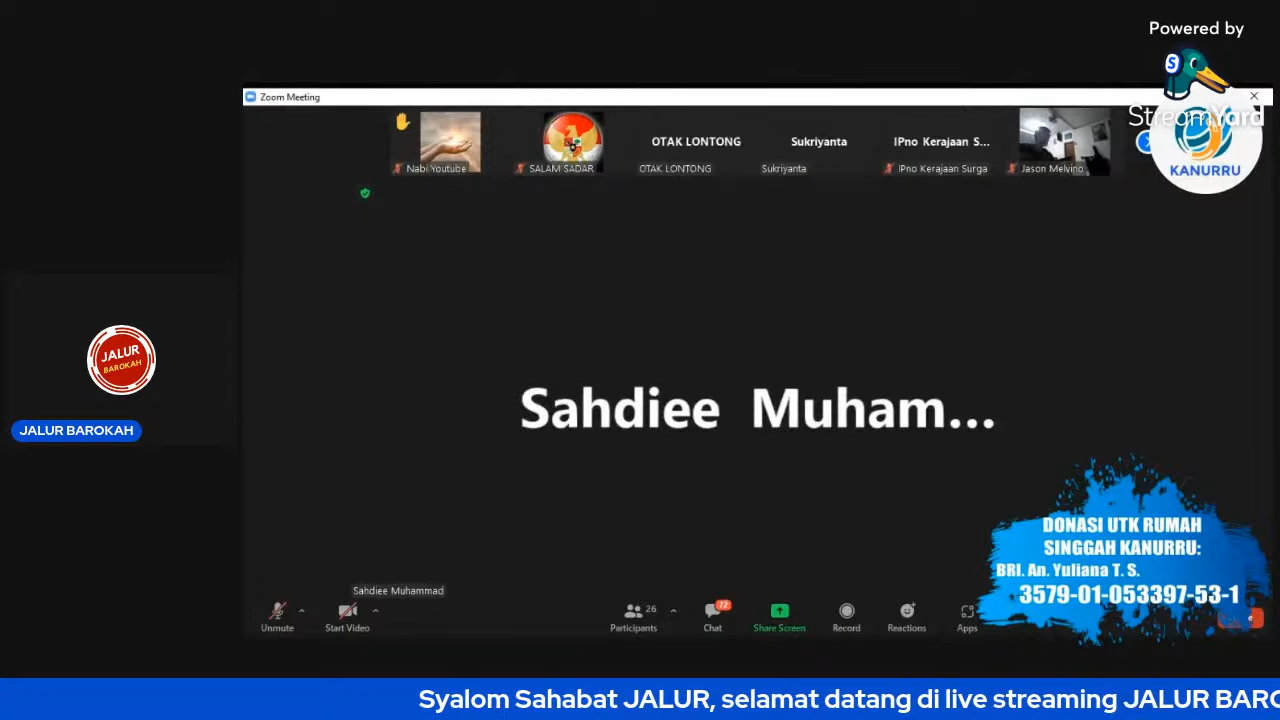 Powered by
StreamYard
S
KANURRU
Zoom Meeting
OTAK LONTONG
Sukriyanta
IPno Kerajaan S...
Nabi Youtube
SALAM SADAR
OTAK LONTONG
Sukriyanta
IPno Kerajaan Surga
Jason Melvino
JALUR
BAROKAH
JALUR BAROKAH
Sahdiee Muham...
DONASI UTK RUMAH
SINGGAH KANURRU:
BRI. An. Yuliana T. S.
3579-01-053397-53-1
Sahdiee Muhammad
26
72
Unmute
Start Video
Participants
Chat
Share Screen
Record
Reactions
Apps
Syalom Sahabat JALUR, selamat datang di live streaming JALUR BARO